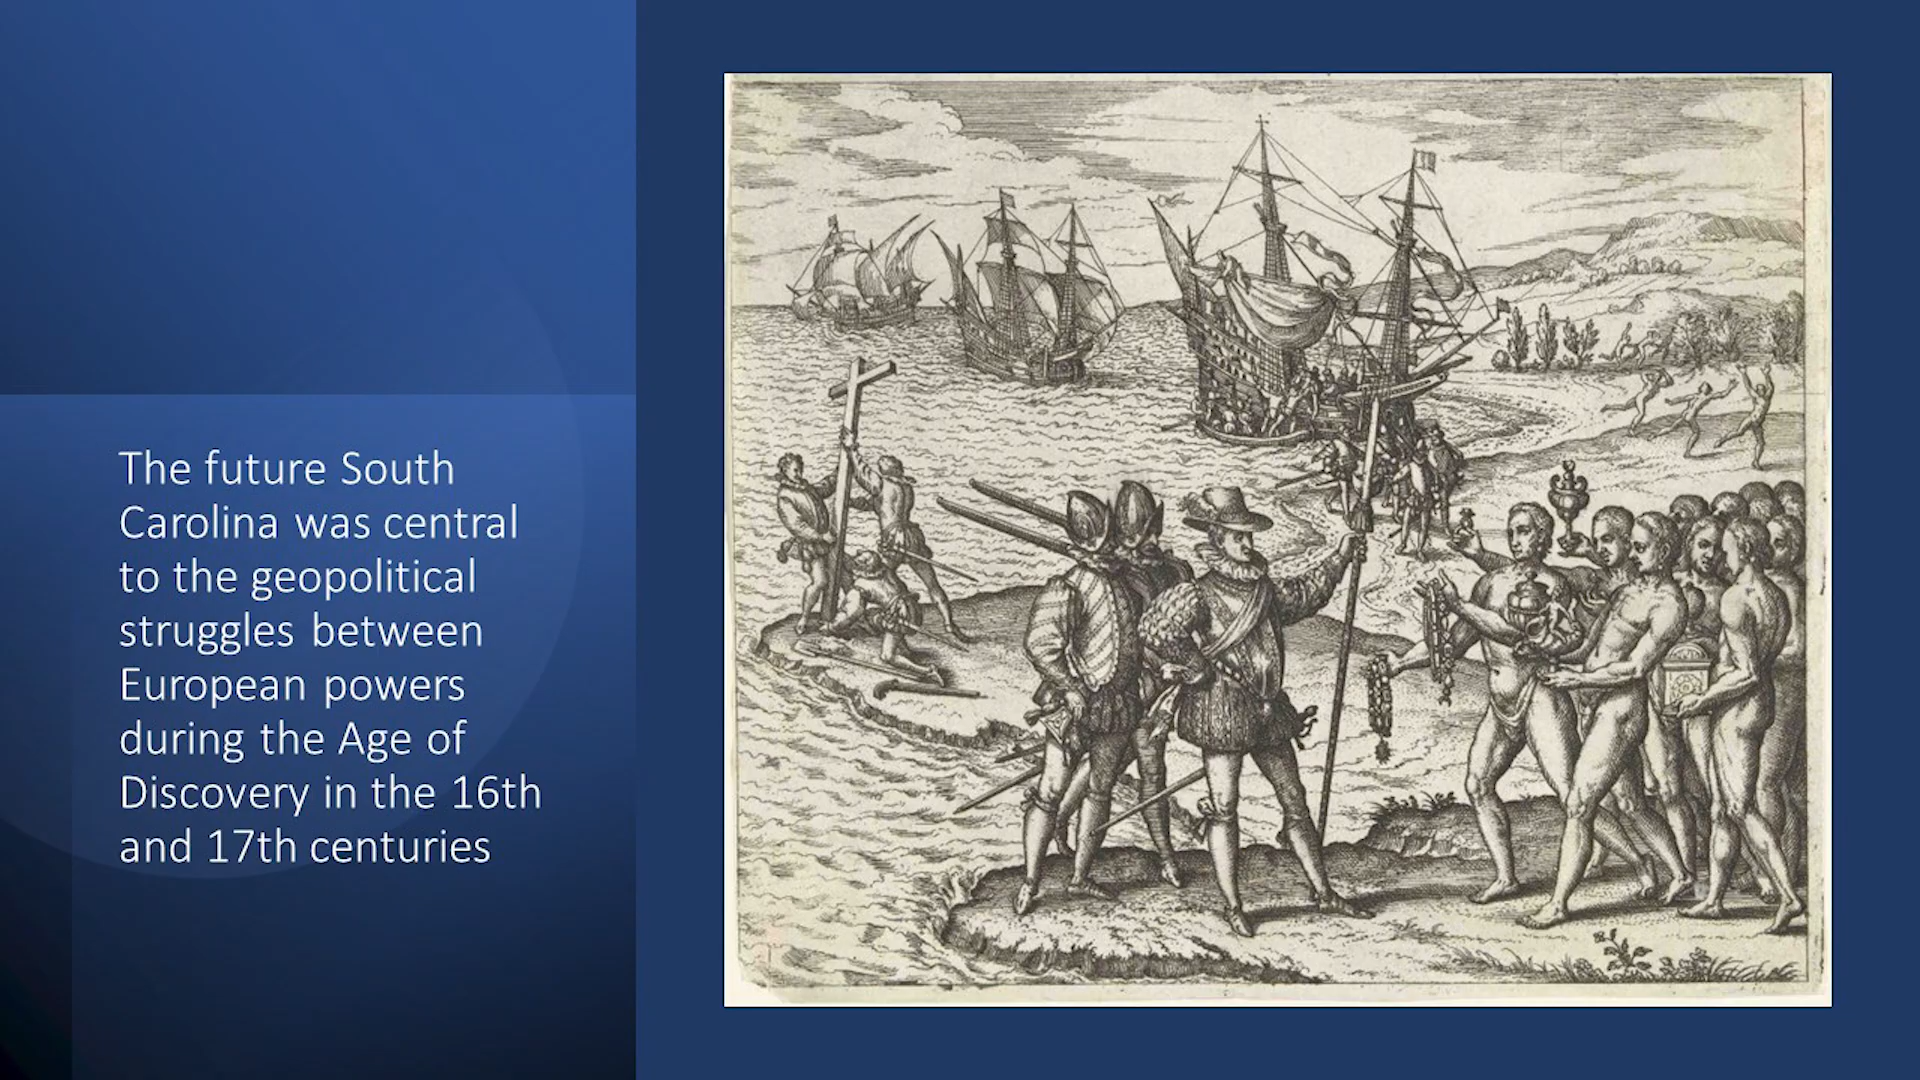 The future South
Carolina was central
to the geopolitical
struggles between
European powers
during the Age of
Discovery in the 16th
and 17th centuries